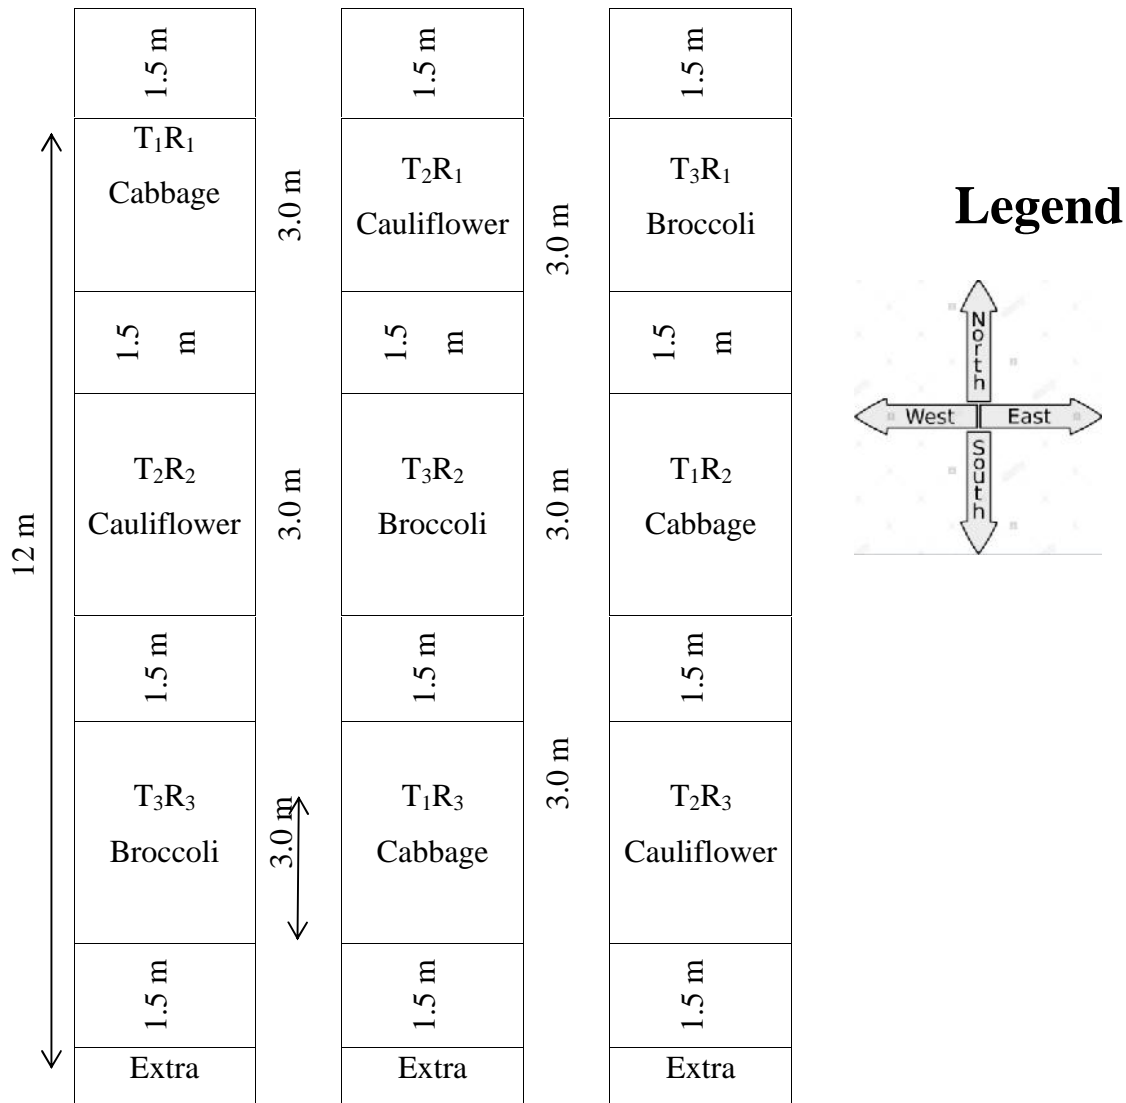 1.5 m
1.5 m
1.5 m
T₁R₁
Cabbage
T₂R₁
Cauliflower
T₃R₁
Broccoli
3.0 m
3.0 m
Legend
1.5 m
1.5 m
1.5 m
North
West
East
South
T₂R₂
Cauliflower
T₃R₂
Broccoli
T₁R₂
Cabbage
3.0 m
3.0 m
12 m
1.5 m
1.5 m
1.5 m
T₃R₃
Broccoli
T₁R₃
Cabbage
T₂R₃
Cauliflower
3.0 m
3.0 m
1.5 m
1.5 m
1.5 m
Extra
Extra
Extra